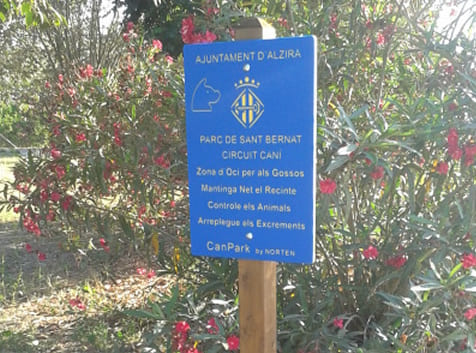 AJUNTAMENT D'ALZIRA
PARC DE SANT BERNAT
CIRCUIT CANÍ
Zona d'Oci per als Gossos
Mantinga Net el Recinte
Controle els Animals
Arreplegue els Excrements
CanPark by NORTEN